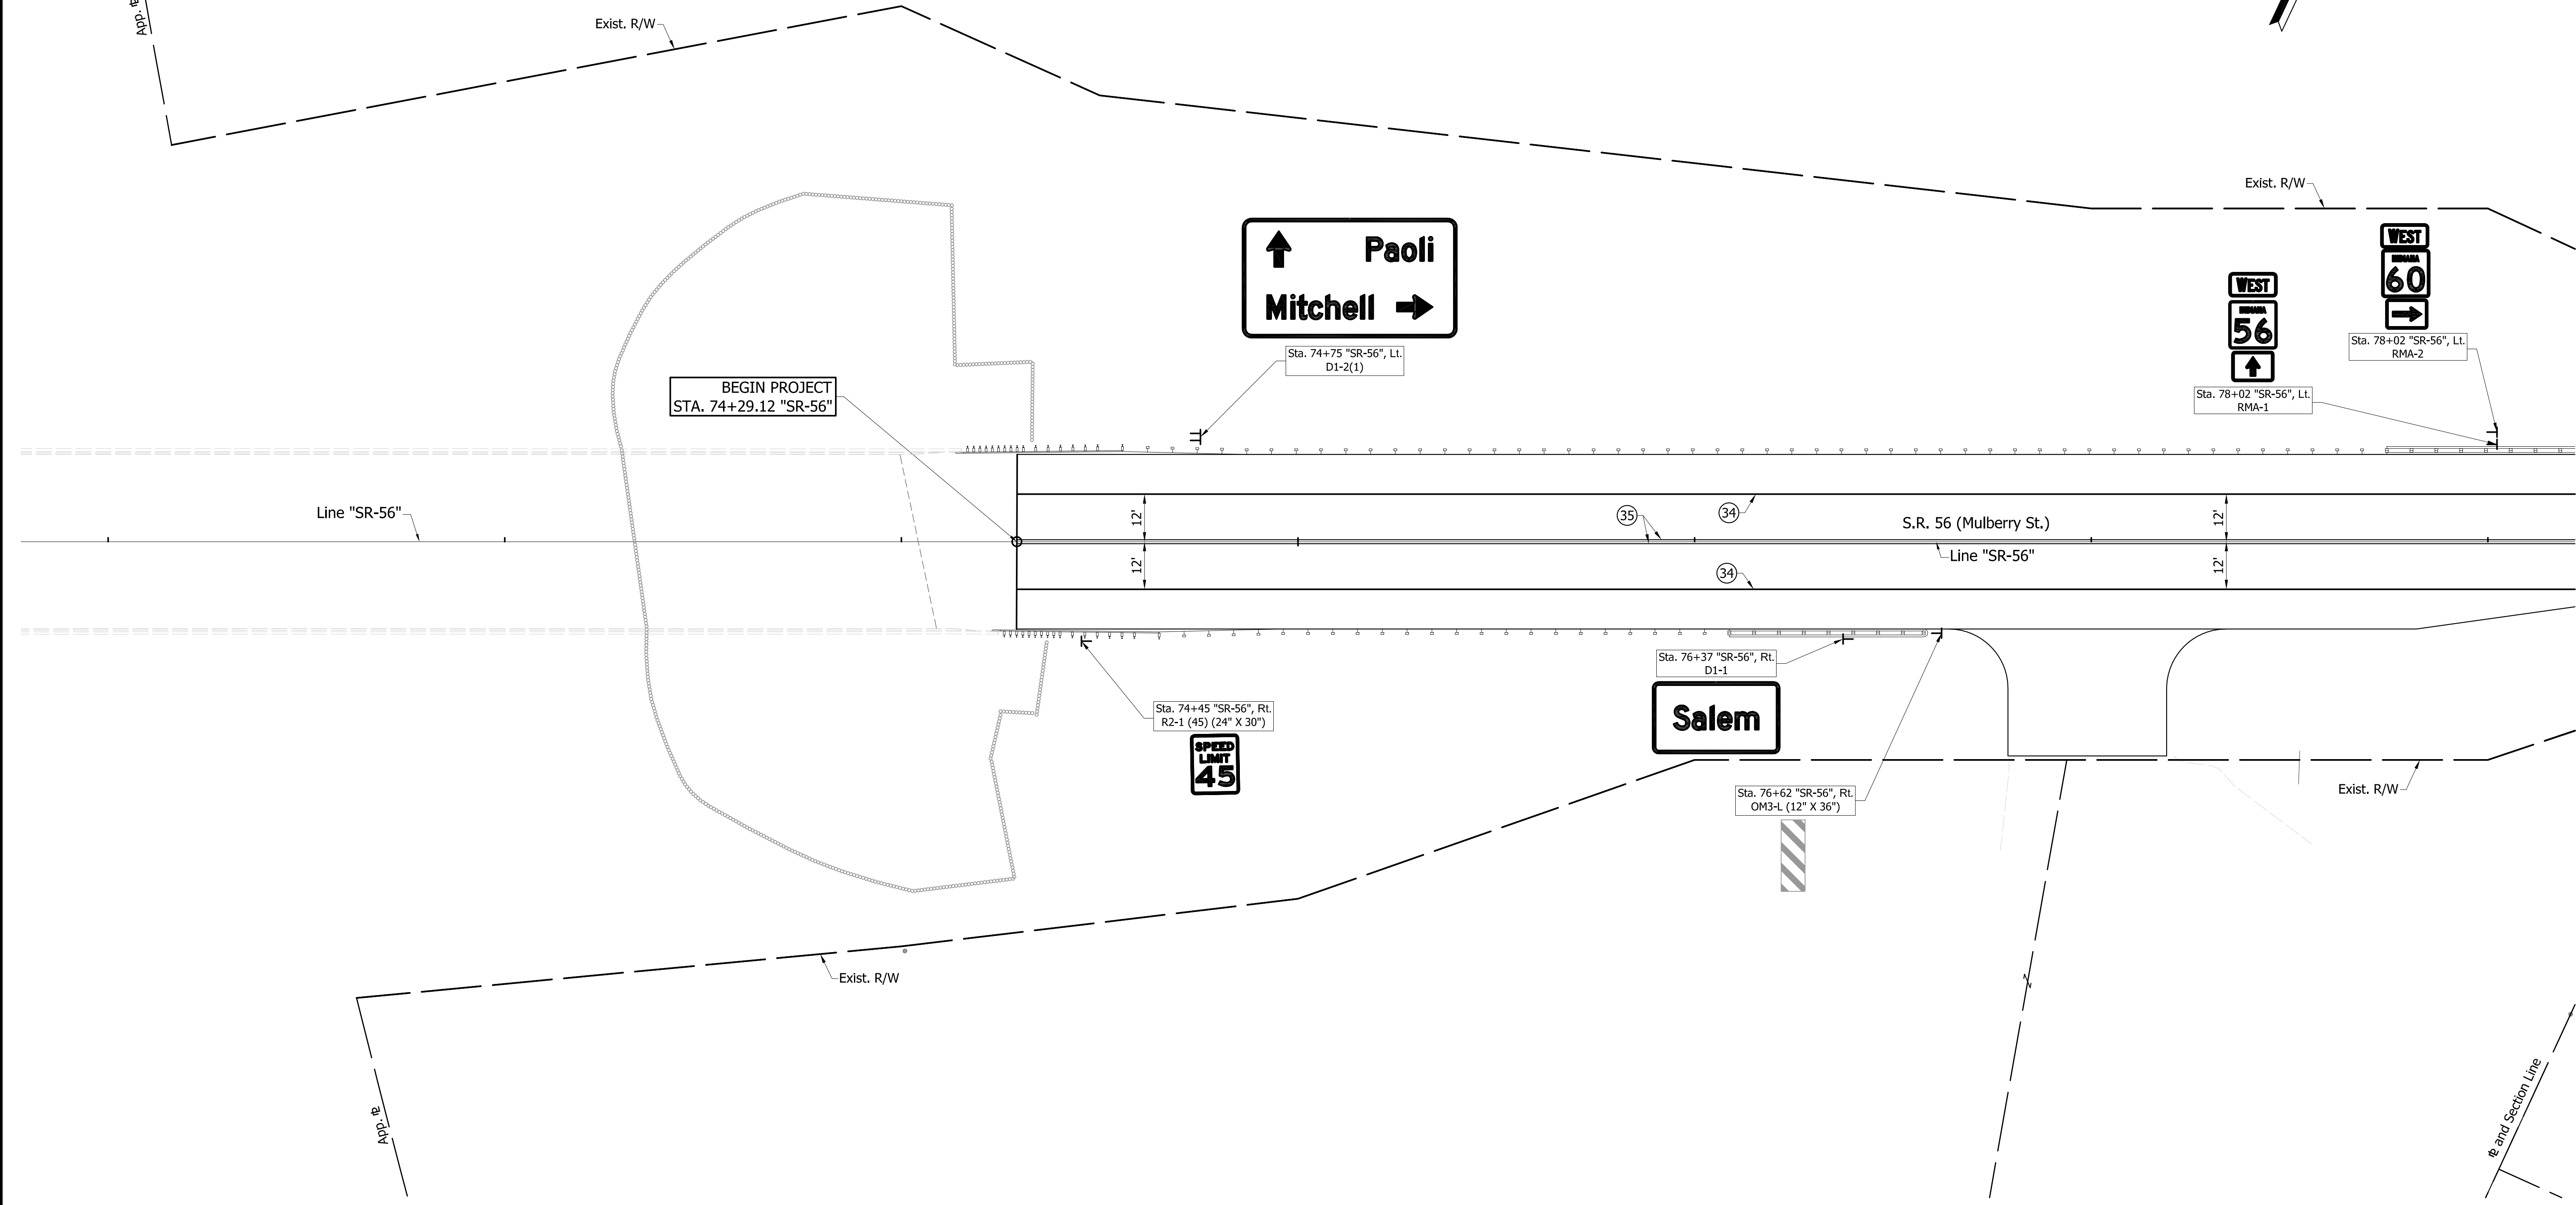 App. ⅊
Exist. R/W
Exist. R/W
WEST
INDIANA
60
Sta. 78+02 "SR-56", Lt.
RMA-2
WEST
INDIANA
56
Sta. 78+02 "SR-56", Lt.
RMA-1
Paoli
Mitchell
Sta. 74+75 "SR-56", Lt.
D1-2(1)
BEGIN PROJECT
STA. 74+29.12 "SR-56"
Line "SR-56"
12'
12'
35
34
S.R. 56 (Mulberry St.)
12'
Line "SR-56"
12'
34
Sta. 76+37 "SR-56", Rt.
D1-1
Salem
Sta. 74+45 "SR-56", Rt.
R2-1 (45) (24" X 30")
SPEED
LIMIT
45
Sta. 76+62 "SR-56", Rt.
OM3-L (12" X 36")
Exist. R/W
Exist. R/W
App. ⅊
⅊ and Section Line